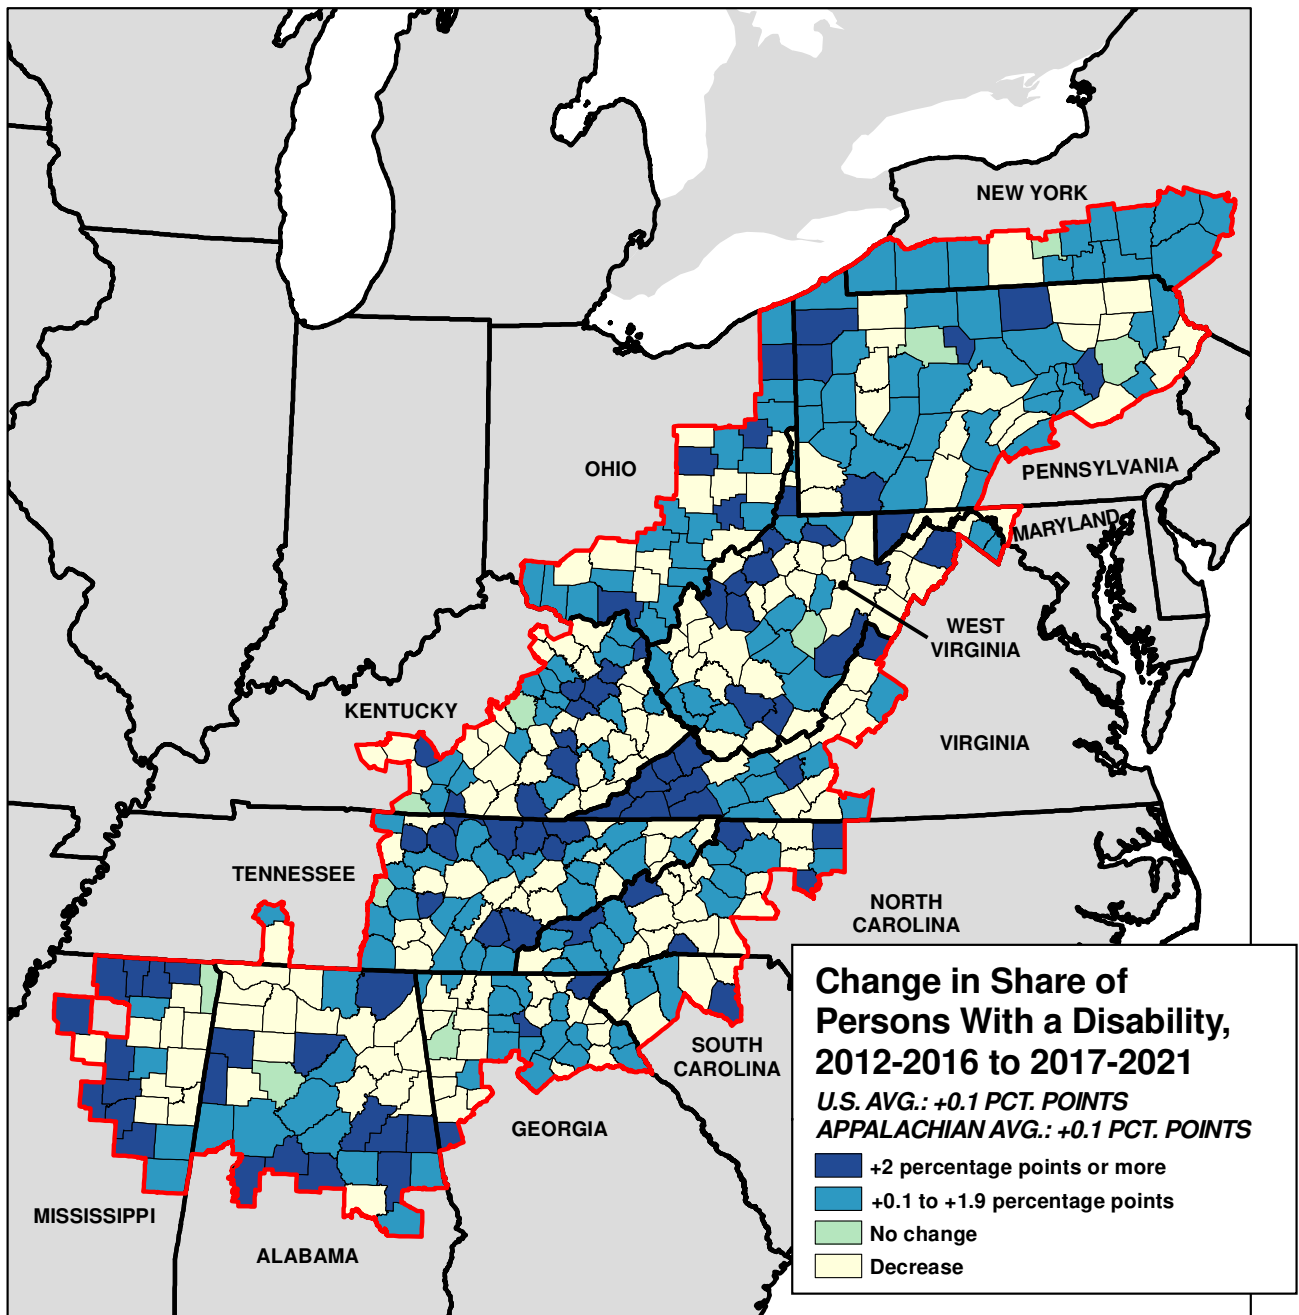 NEW YORK
OHIO
PENNSYLVANIA
MARYLAND
WEST
VIRGINIA
KENTUCKY
VIRGINIA
TENNESSEE
NORTH
CAROLINA
SOUTH
CAROLINA
GEORGIA
MISSISSIPPI
ALABAMA
Change in Share of
Persons With a Disability,
2012-2016 to 2017-2021
U.S. AVG.: +0.1 PCT. POINTS
APPALACHIAN AVG.: +0.1 PCT. POINTS
+2 percentage points or more
+0.1 to +1.9 percentage points
No change
Decrease